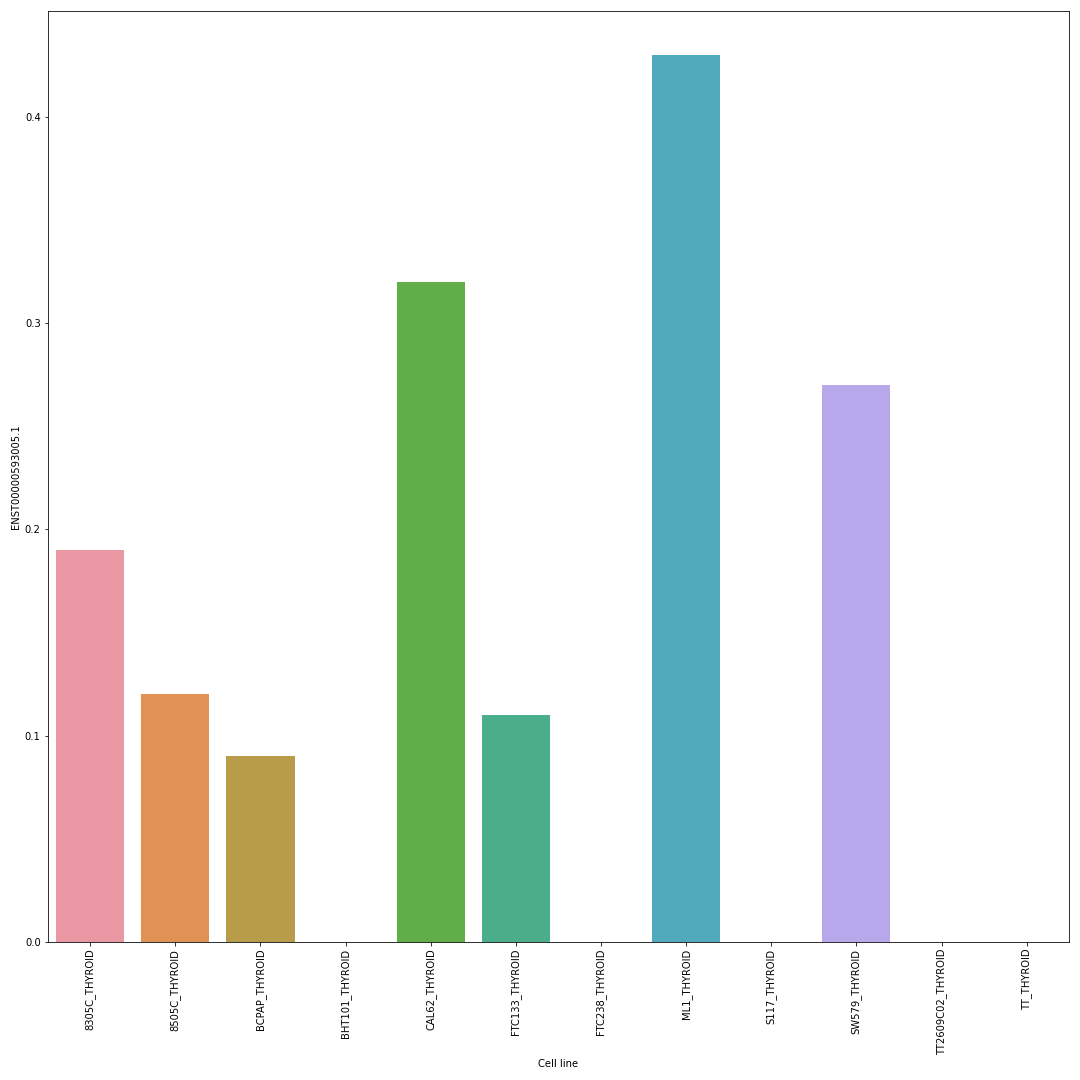 0.4
0.3
0.2
0.1
0.0
ENST00000593005.1
8305C_THYROID
8505C_THYROID
BCPAP_THYROID
BHT101_THYROID
CAL62_THYROID
FTC133_THYROID
FTC238_THYROID
ML1_THYROID
S117_THYROID
SW579_THYROID
TT2609C02_THYROID
TT_THYROID
Cell line